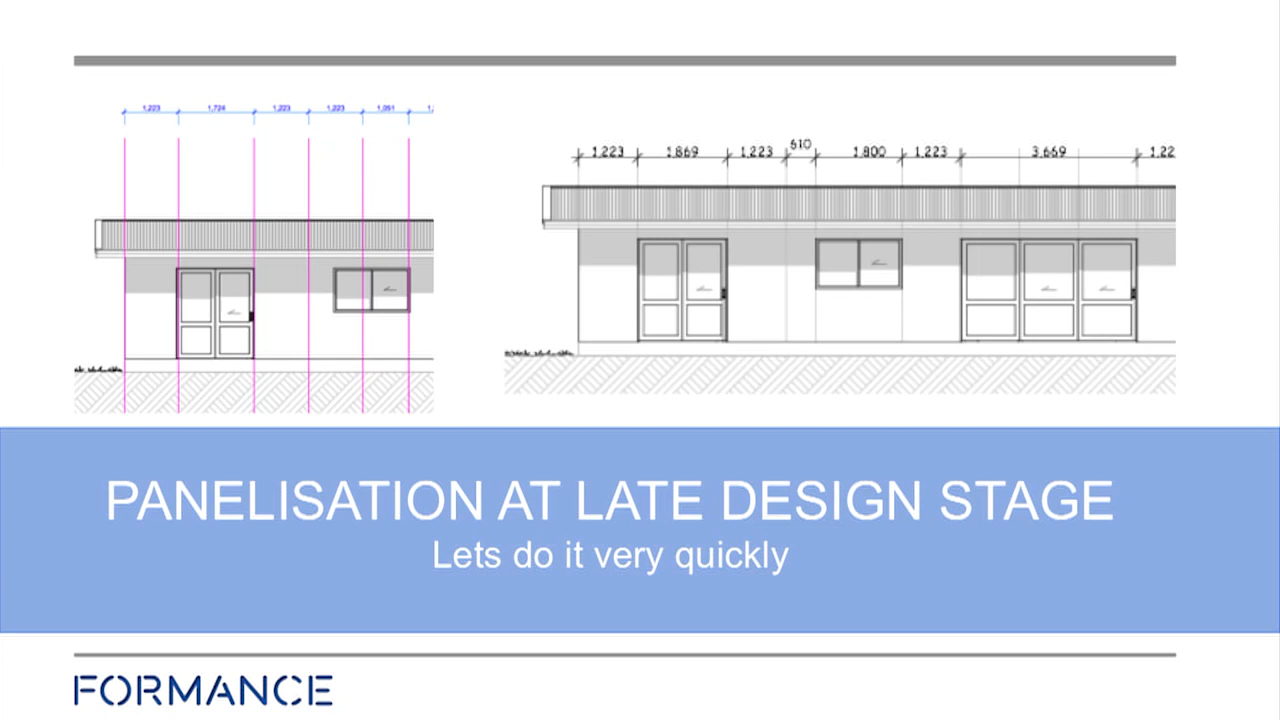 1,223 1,724 1,223 1,223 1,051
1,223 1,869 1,223 610 1,800 1,223 3,669 1,22
PANELISATION AT LATE DESIGN STAGE
Lets do it very quickly
FORMANCE